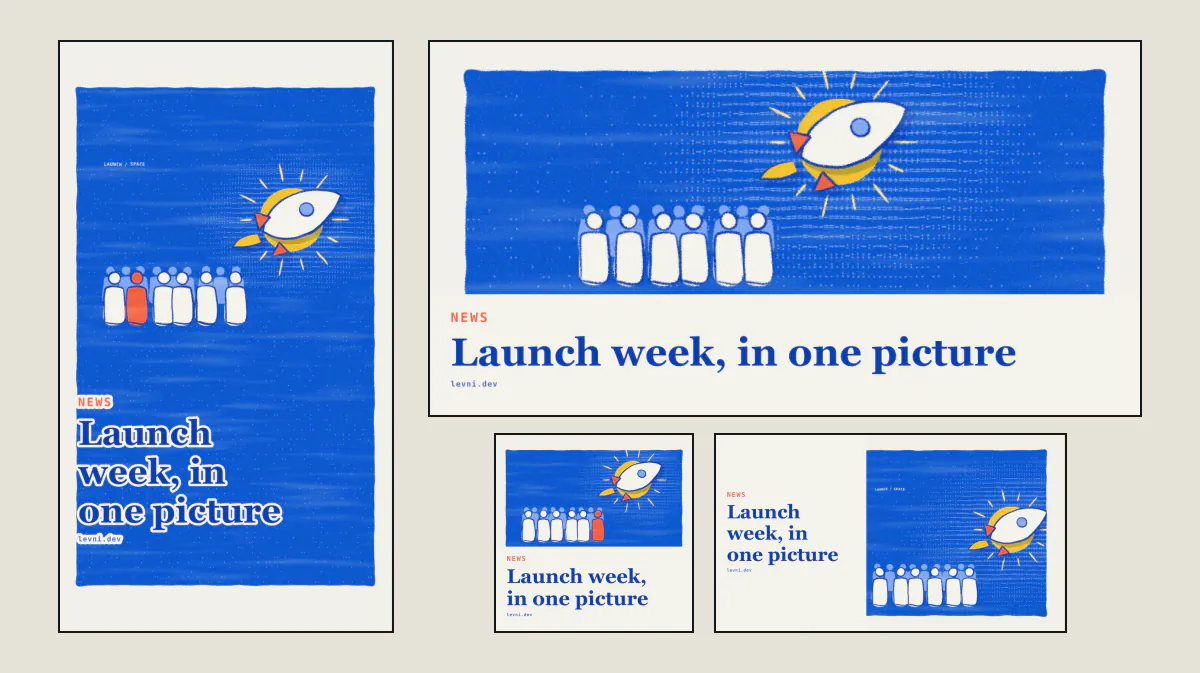 LAUNCH / SPACE
NEWS
Launch
week, in
one picture
levni.dev
NEWS
Launch week, in one picture
levni.dev
NEWS
Launch week,
in one picture
levni.dev
NEWS
Launch
week, in
one picture
levni.dev
LAUNCH / SPACE